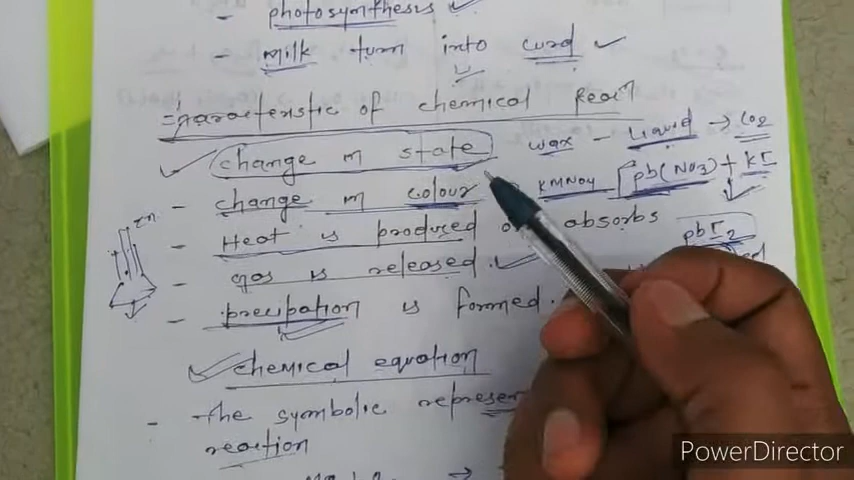 - photosynthesis
- milk turn into curd
characteristic of chemical React
change in state wax - Liquid → CO2
- change in colour KMNO4 pb(NO3) + KI
- Heat is produced or absorbs pbI2
- gas is released.
- precipation is formed.
chemical equation
- The symbolic represen
reaction
PowerDirector